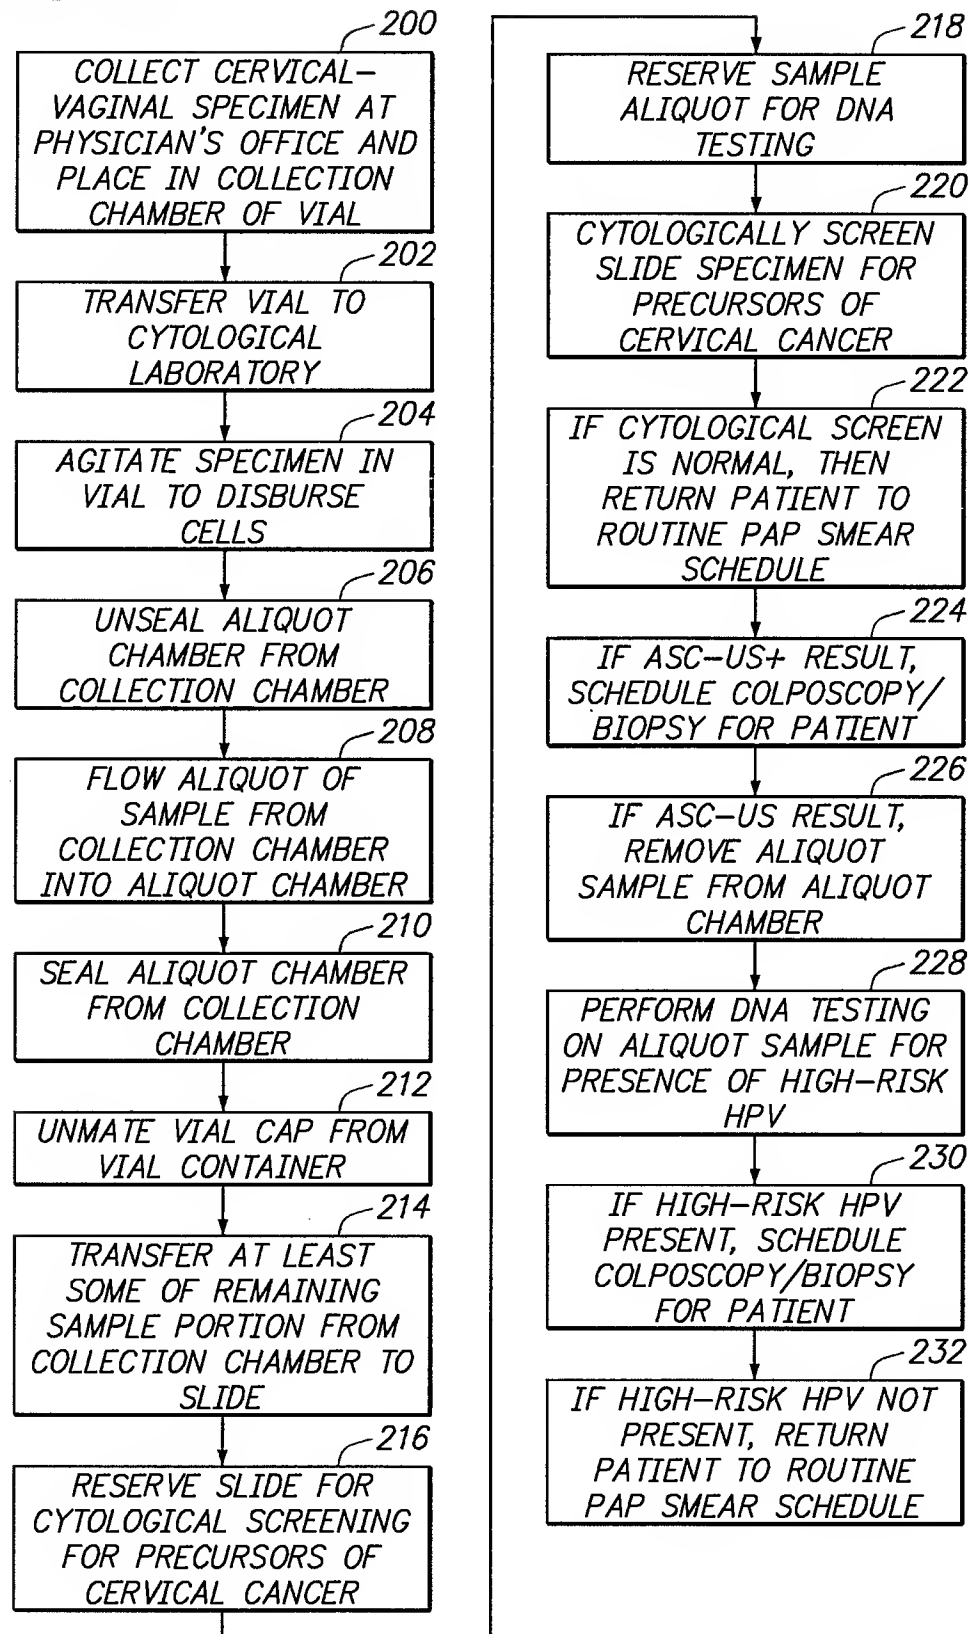 200
COLLECT CERVICAL-
VAGINAL SPECIMEN AT
PHYSICIAN'S OFFICE AND
PLACE IN COLLECTION
CHAMBER OF VIAL
202
TRANSFER VIAL TO
CYTOLOGICAL
LABORATORY
204
AGITATE SPECIMEN IN
VIAL TO DISBURSE
CELLS
206
UNSEAL ALIQUOT
CHAMBER FROM
COLLECTION CHAMBER
208
FLOW ALIQUOT OF
SAMPLE FROM
COLLECTION CHAMBER
INTO ALIQUOT CHAMBER
210
SEAL ALIQUOT CHAMBER
FROM COLLECTION
CHAMBER
212
UNMATE VIAL CAP FROM
VIAL CONTAINER
214
TRANSFER AT LEAST
SOME OF REMAINING
SAMPLE PORTION FROM
COLLECTION CHAMBER TO
SLIDE
216
RESERVE SLIDE FOR
CYTOLOGICAL SCREENING
FOR PRECURSORS OF
CERVICAL CANCER
218
RESERVE SAMPLE
ALIQUOT FOR DNA
TESTING
220
CYTOLOGICALLY SCREEN
SLIDE SPECIMEN FOR
PRECURSORS OF
CERVICAL CANCER
222
IF CYTOLOGICAL SCREEN
IS NORMAL, THEN
RETURN PATIENT TO
ROUTINE PAP SMEAR
SCHEDULE
224
IF ASC-US+ RESULT,
SCHEDULE COLPOSCOPY/
BIOPSY FOR PATIENT
226
IF ASC-US RESULT,
REMOVE ALIQUOT
SAMPLE FROM ALIQUOT
CHAMBER
228
PERFORM DNA TESTING
ON ALIQUOT SAMPLE FOR
PRESENCE OF HIGH-RISK
HPV
230
IF HIGH-RISK HPV
PRESENT, SCHEDULE
COLPOSCOPY/BIOPSY
FOR PATIENT
232
IF HIGH-RISK HPV NOT
PRESENT, RETURN
PATIENT TO ROUTINE
PAP SMEAR SCHEDULE